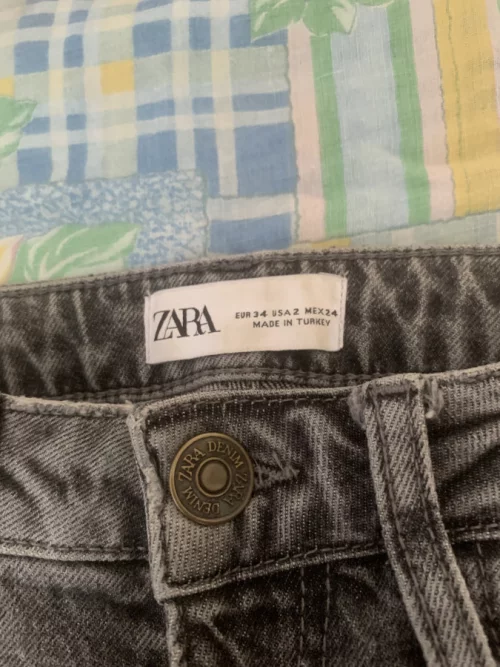 ZARA
EUR 34 USA 2 MEX 24
MADE IN TURKEY
ZARA DENIM ZARA DENIM